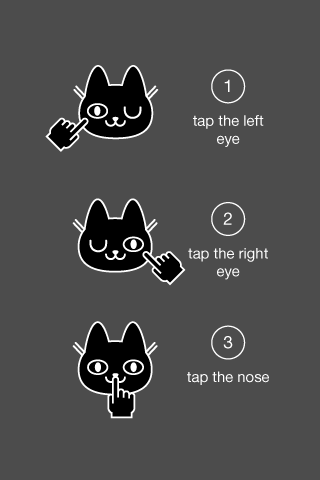 1
tap the left
eye
2
tap the right
eye
3
tap the nose